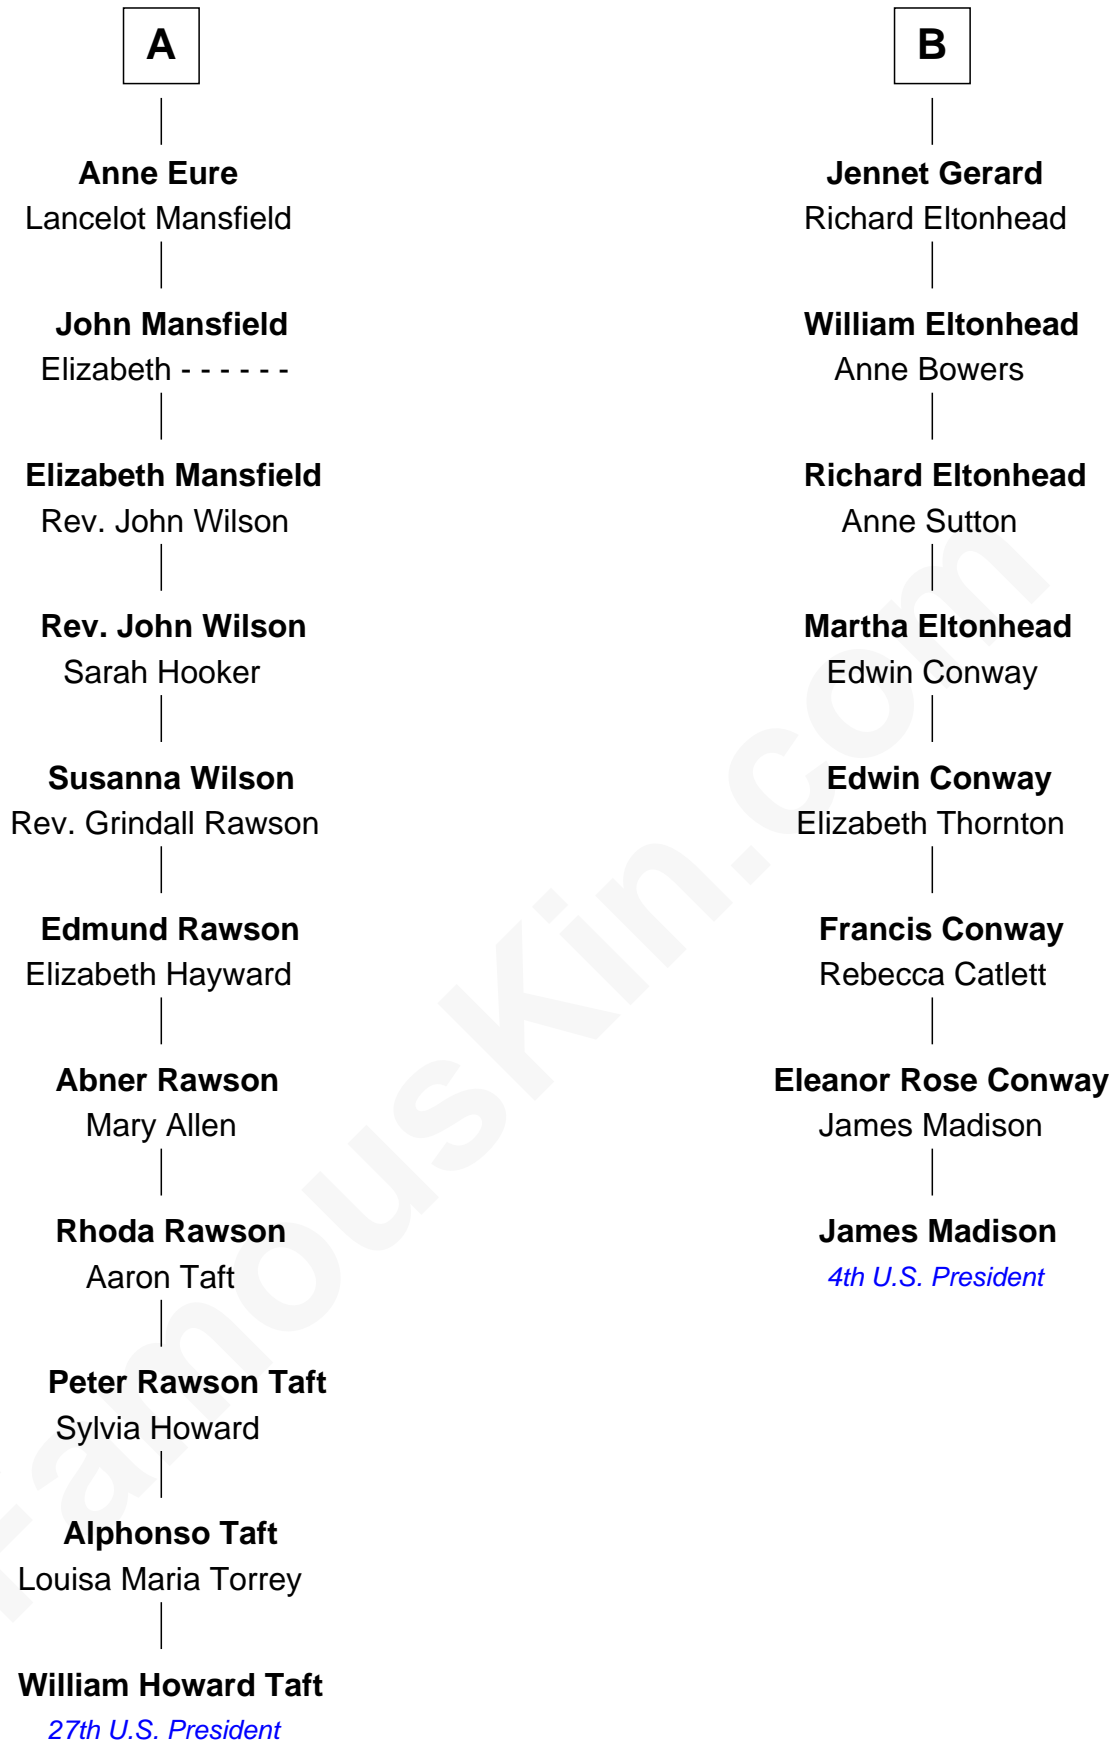 A
Anne Eure
Lancelot Mansfield
John Mansfield
Elizabeth - - - - - -
Elizabeth Mansfield
Rev. John Wilson
Rev. John Wilson
Sarah Hooker
Susanna Wilson
Rev. Grindall Rawson
Edmund Rawson
Elizabeth Hayward
Abner Rawson
Mary Allen
Rhoda Rawson
Aaron Taft
Peter Rawson Taft
Sylvia Howard
Alphonso Taft
Louisa Maria Torrey
William Howard Taft
27th U.S. President
B
Jennet Gerard
Richard Eltonhead
William Eltonhead
Anne Bowers
Richard Eltonhead
Anne Sutton
Martha Eltonhead
Edwin Conway
Edwin Conway
Elizabeth Thornton
Francis Conway
Rebecca Catlett
Eleanor Rose Conway
James Madison
James Madison
4th U.S. President
FamousKin.com